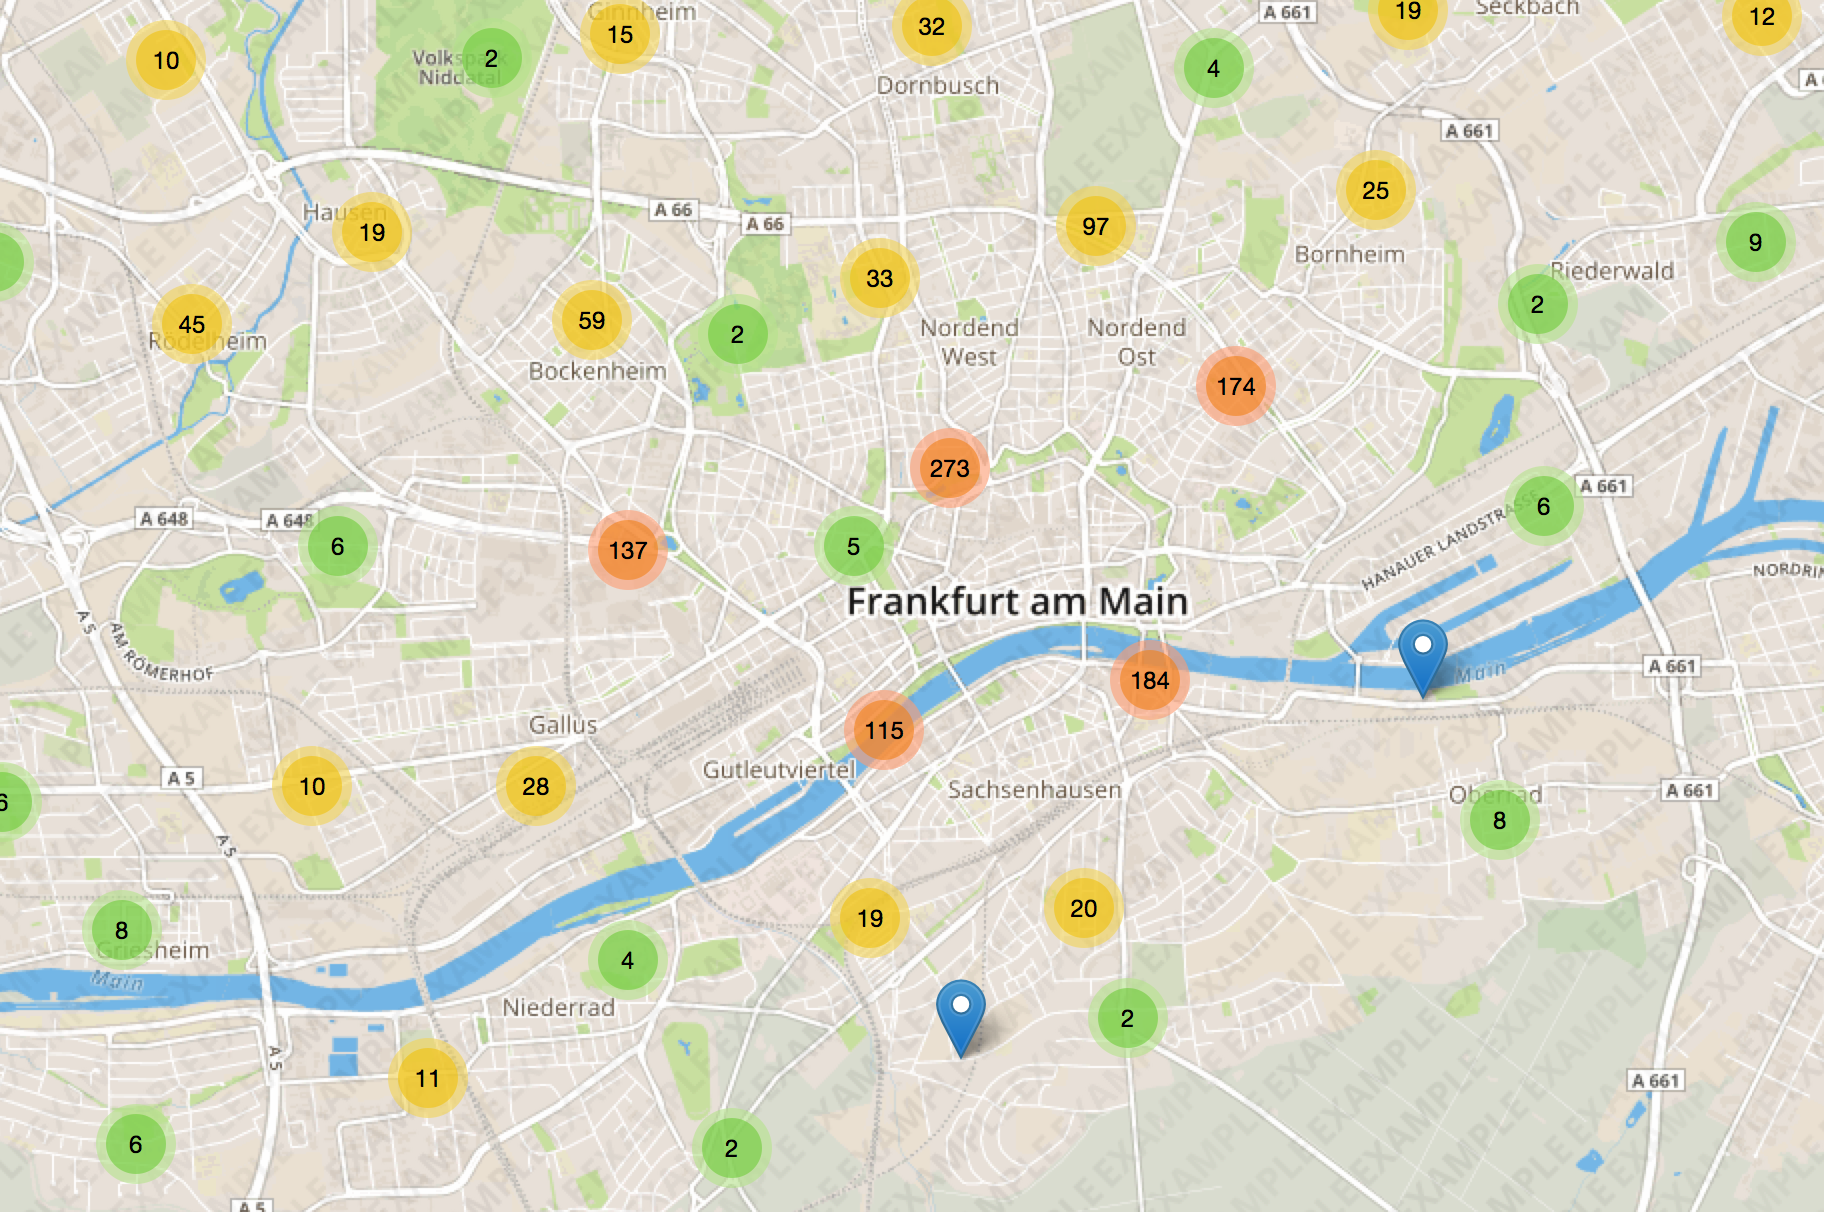 Ginnheim
19
Seckbach
12
A 661
15
32
10
Volkspark
2
Niddatal
4
Dornbusch
A 661
25
Hausen
A 66
A 66
97
19
9
Bornheim
33
Riederwald
2
59
45
2
Rödelheim
Nordend
West
Nordend
Ost
Bockenheim
174
273
A 661
6
A 648
A 648
6
137
5
HANAUER LANDSTRASSE
NORDRIN
Frankfurt am Main
A 5
AM RÖMERHOF
A 661
Main
184
Gallus
115
Gutleutviertel
A 5
10
28
Sachsenhausen
A 661
Oberrad
6
8
A 5
19
20
8
Griesheim
4
Main
Niederrad
2
A 5
11
A 661
6
2
A 5
EXAMPLE EXAMPLE EXAMPLE